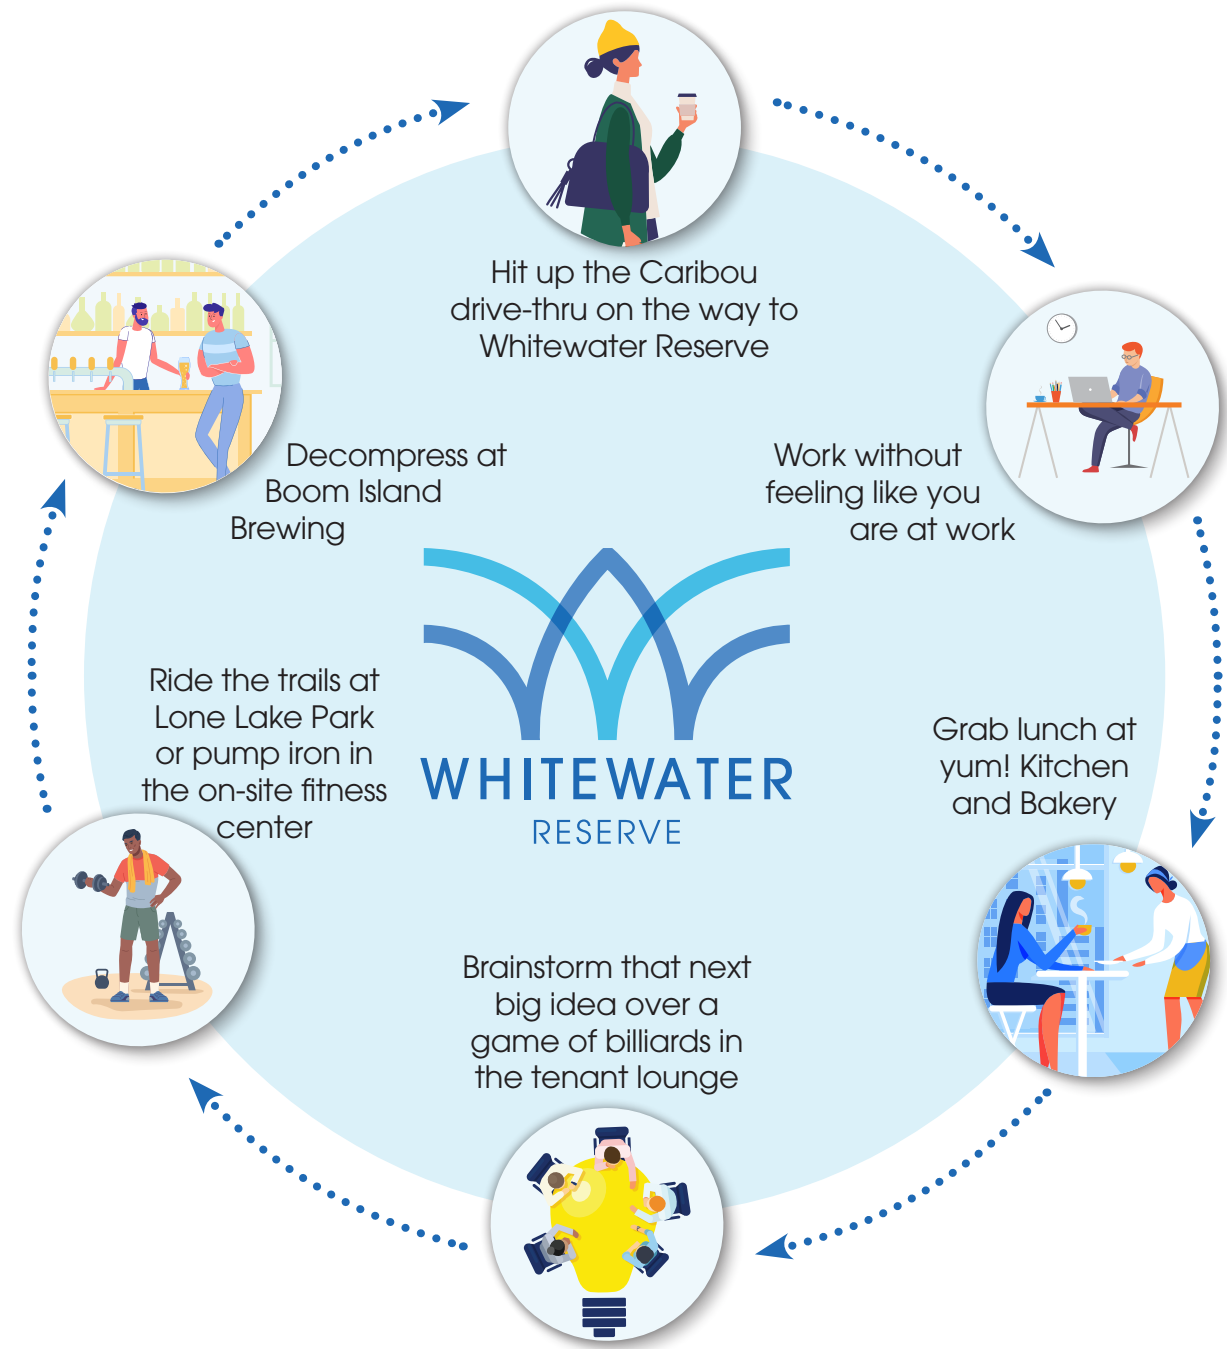 Hit up the Caribou
drive-thru on the way to
Whitewater Reserve
Work without
feeling like you
are at work
Grab lunch at
yum! Kitchen
and Bakery
Brainstorm that next
big idea over a
game of billiards in
the tenant lounge
Ride the trails at
Lone Lake Park
or pump iron in
the on-site fitness
center
Decompress at
Boom Island
Brewing
WHITEWATER
RESERVE